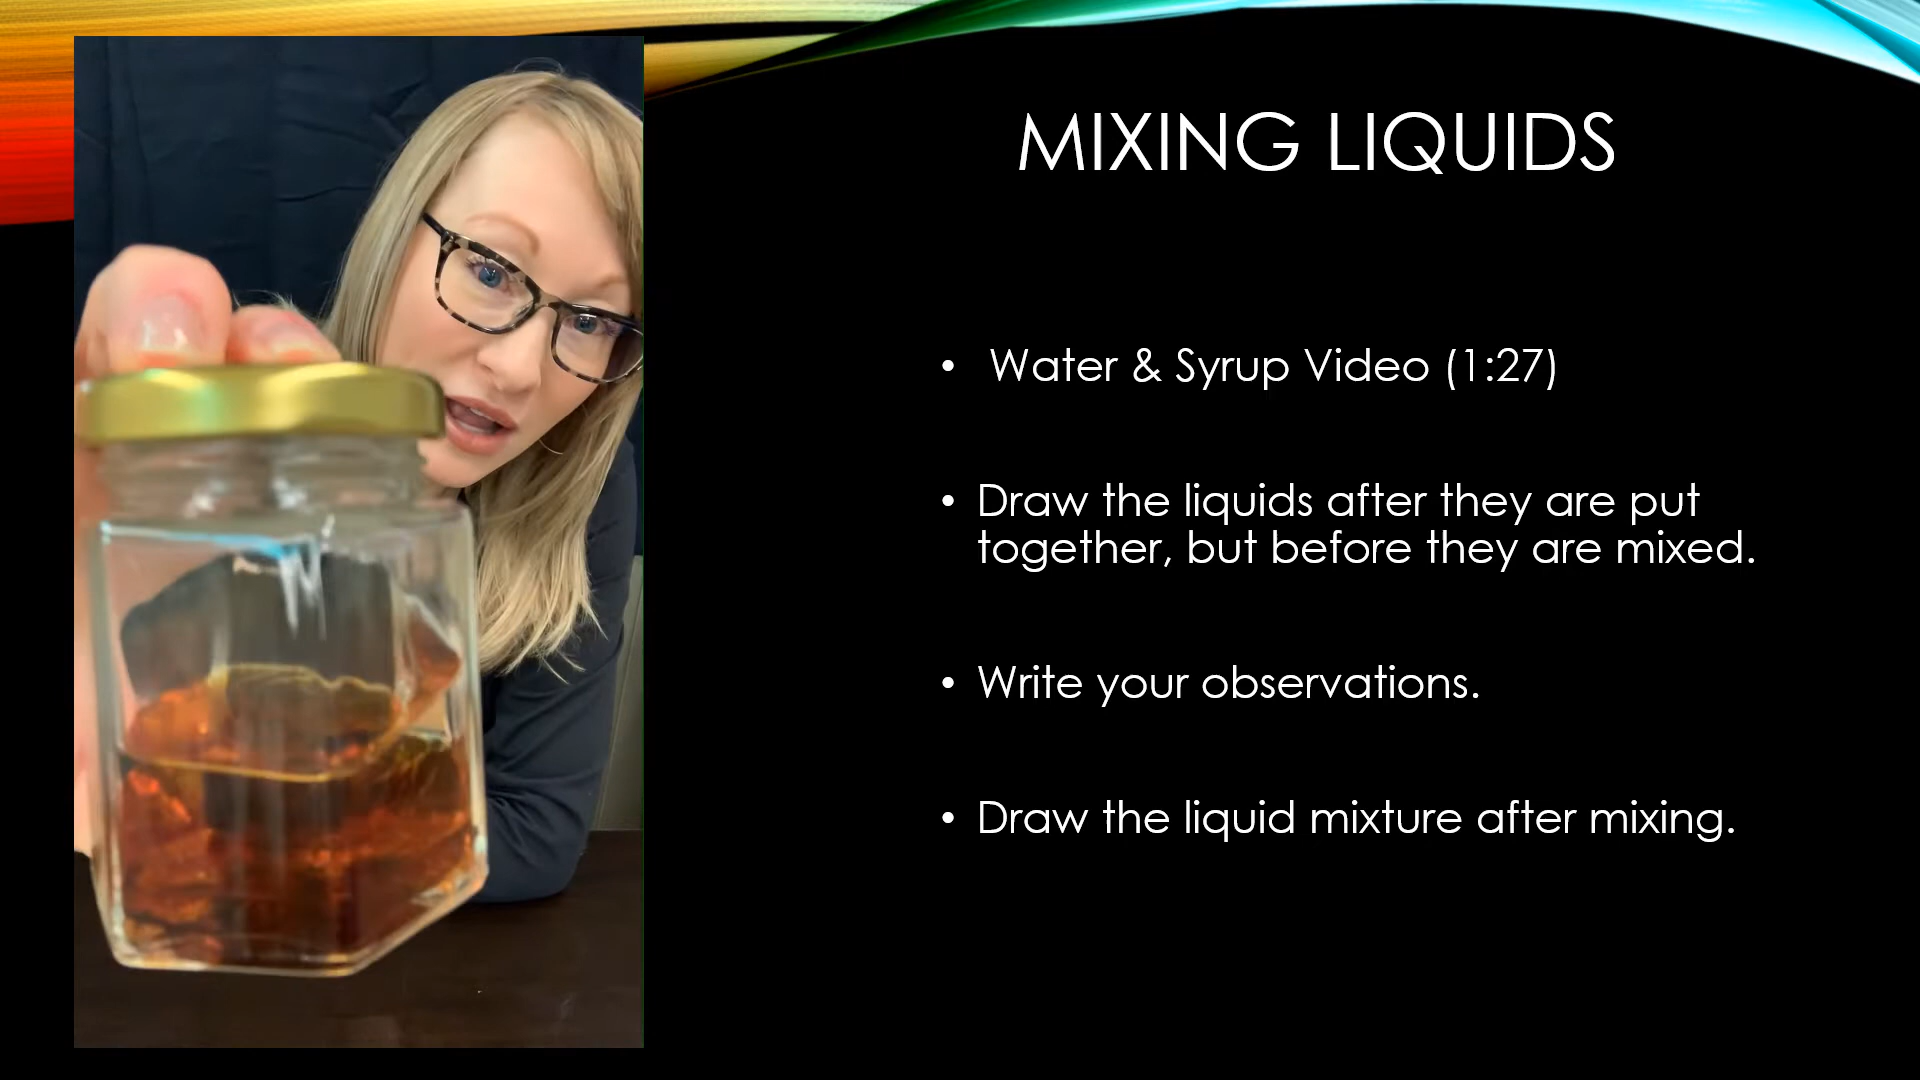 MIXING LIQUIDS
• Water & Syrup Video (1:27)
• Draw the liquids after they are put
together, but before they are mixed.
• Write your observations.
• Draw the liquid mixture after mixing.